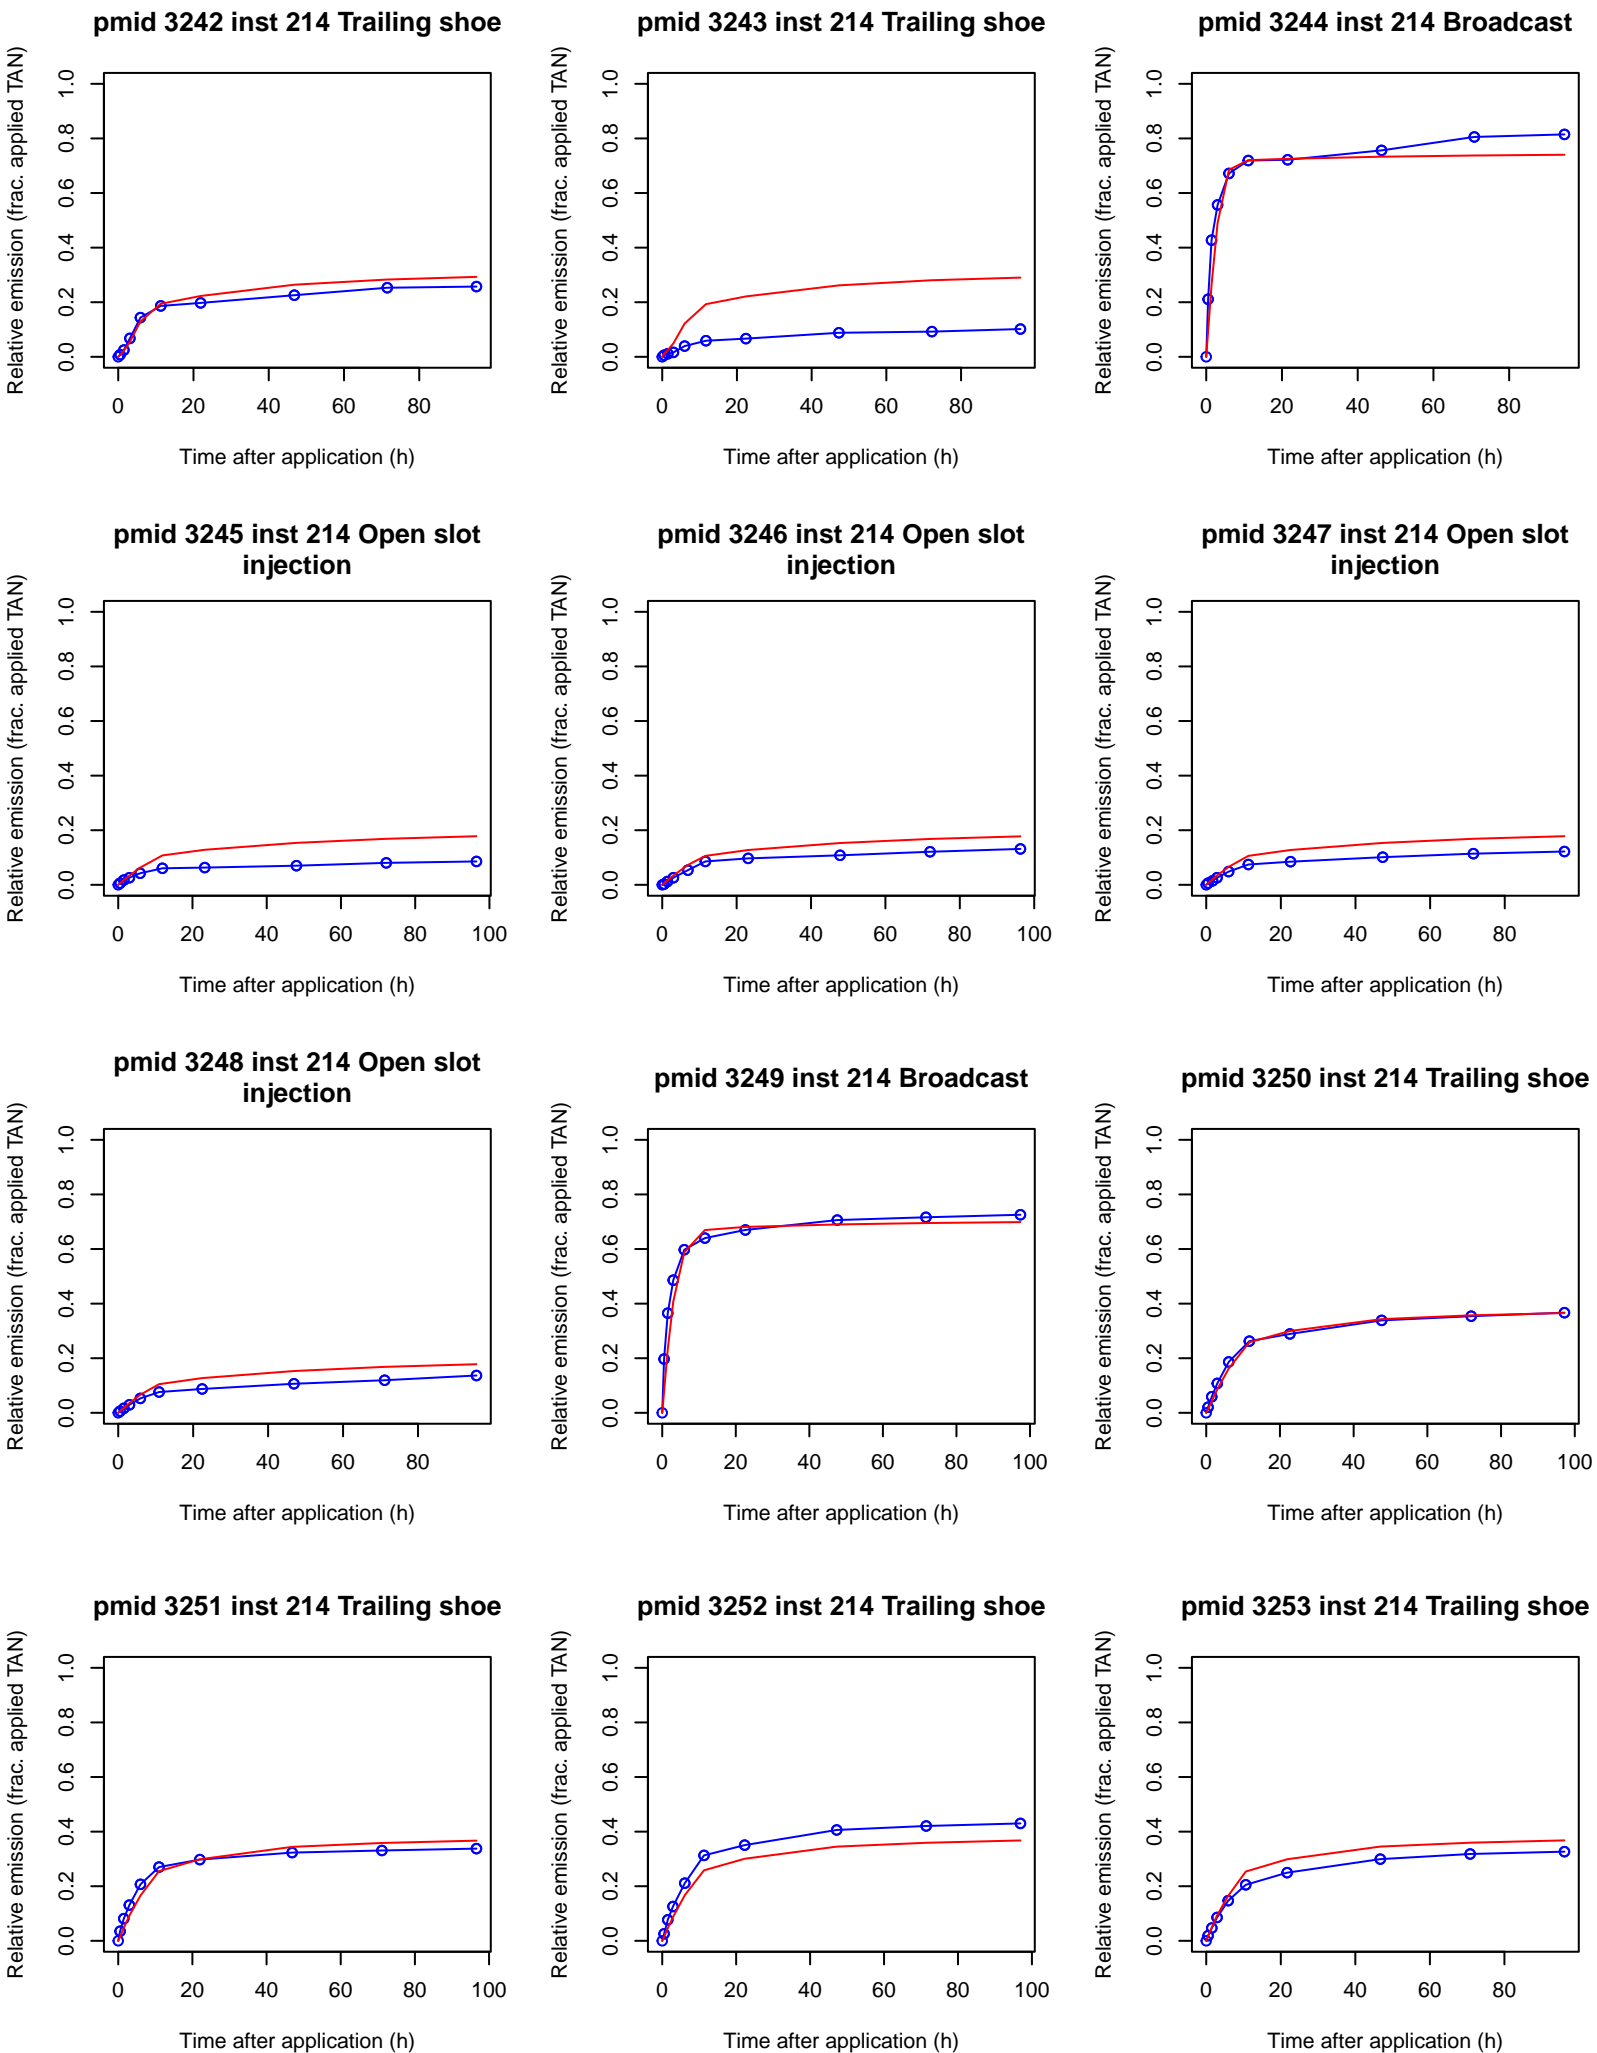 pmid 3242 inst 214 Trailing shoe
Relative emission (frac. applied TAN)
1.0
0.8
0.6
0.4
0.2
0.0
0 20 40 60 80
Time after application (h)
pmid 3243 inst 214 Trailing shoe
Relative emission (frac. applied TAN)
1.0
0.8
0.6
0.4
0.2
0.0
0 20 40 60 80
Time after application (h)
pmid 3244 inst 214 Broadcast
Relative emission (frac. applied TAN)
1.0
0.8
0.6
0.4
0.2
0.0
0 20 40 60 80
Time after application (h)
pmid 3245 inst 214 Open slot
injection
Relative emission (frac. applied TAN)
1.0
0.8
0.6
0.4
0.2
0.0
0 20 40 60 80 100
Time after application (h)
pmid 3246 inst 214 Open slot
injection
Relative emission (frac. applied TAN)
1.0
0.8
0.6
0.4
0.2
0.0
0 20 40 60 80 100
Time after application (h)
pmid 3247 inst 214 Open slot
injection
Relative emission (frac. applied TAN)
1.0
0.8
0.6
0.4
0.2
0.0
0 20 40 60 80
Time after application (h)
pmid 3248 inst 214 Open slot
injection
Relative emission (frac. applied TAN)
1.0
0.8
0.6
0.4
0.2
0.0
0 20 40 60 80
Time after application (h)
pmid 3249 inst 214 Broadcast
Relative emission (frac. applied TAN)
1.0
0.8
0.6
0.4
0.2
0.0
0 20 40 60 80 100
Time after application (h)
pmid 3250 inst 214 Trailing shoe
Relative emission (frac. applied TAN)
1.0
0.8
0.6
0.4
0.2
0.0
0 20 40 60 80 100
Time after application (h)
pmid 3251 inst 214 Trailing shoe
Relative emission (frac. applied TAN)
1.0
0.8
0.6
0.4
0.2
0.0
0 20 40 60 80 100
Time after application (h)
pmid 3252 inst 214 Trailing shoe
Relative emission (frac. applied TAN)
1.0
0.8
0.6
0.4
0.2
0.0
0 20 40 60 80 100
Time after application (h)
pmid 3253 inst 214 Trailing shoe
Relative emission (frac. applied TAN)
1.0
0.8
0.6
0.4
0.2
0.0
0 20 40 60 80
Time after application (h)